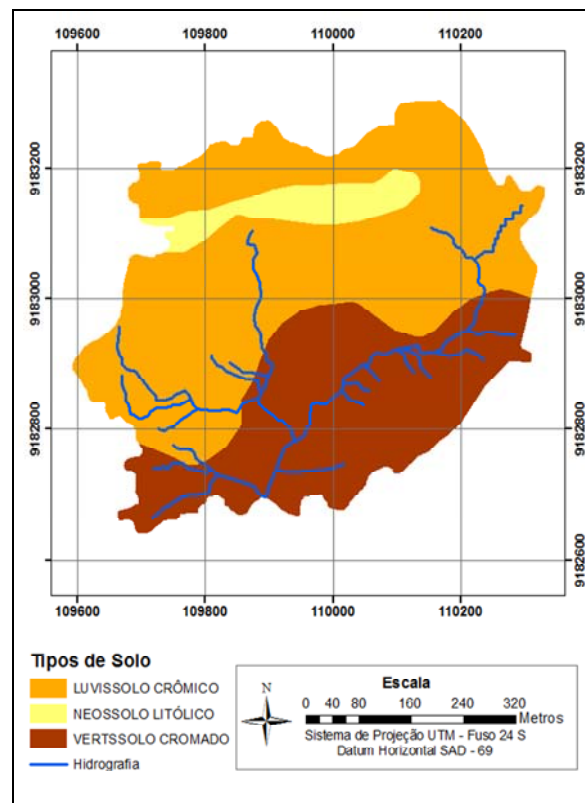 109600 109800 110000 110200
9183200 9183200
9183000 9183000
9182800 9182800
9182600 9182600
109600 109800 110000 110200
Tipos de Solo
LUVISSOLO CRÔMICO
NEOSSOLO LITÓLICO
VERTSSOLO CROMADO
Hidrografia
N
Escala
0 40 80 160 240 320
Metros
Sistema de Projeção UTM - Fuso 24 S
Datum Horizontal SAD - 69